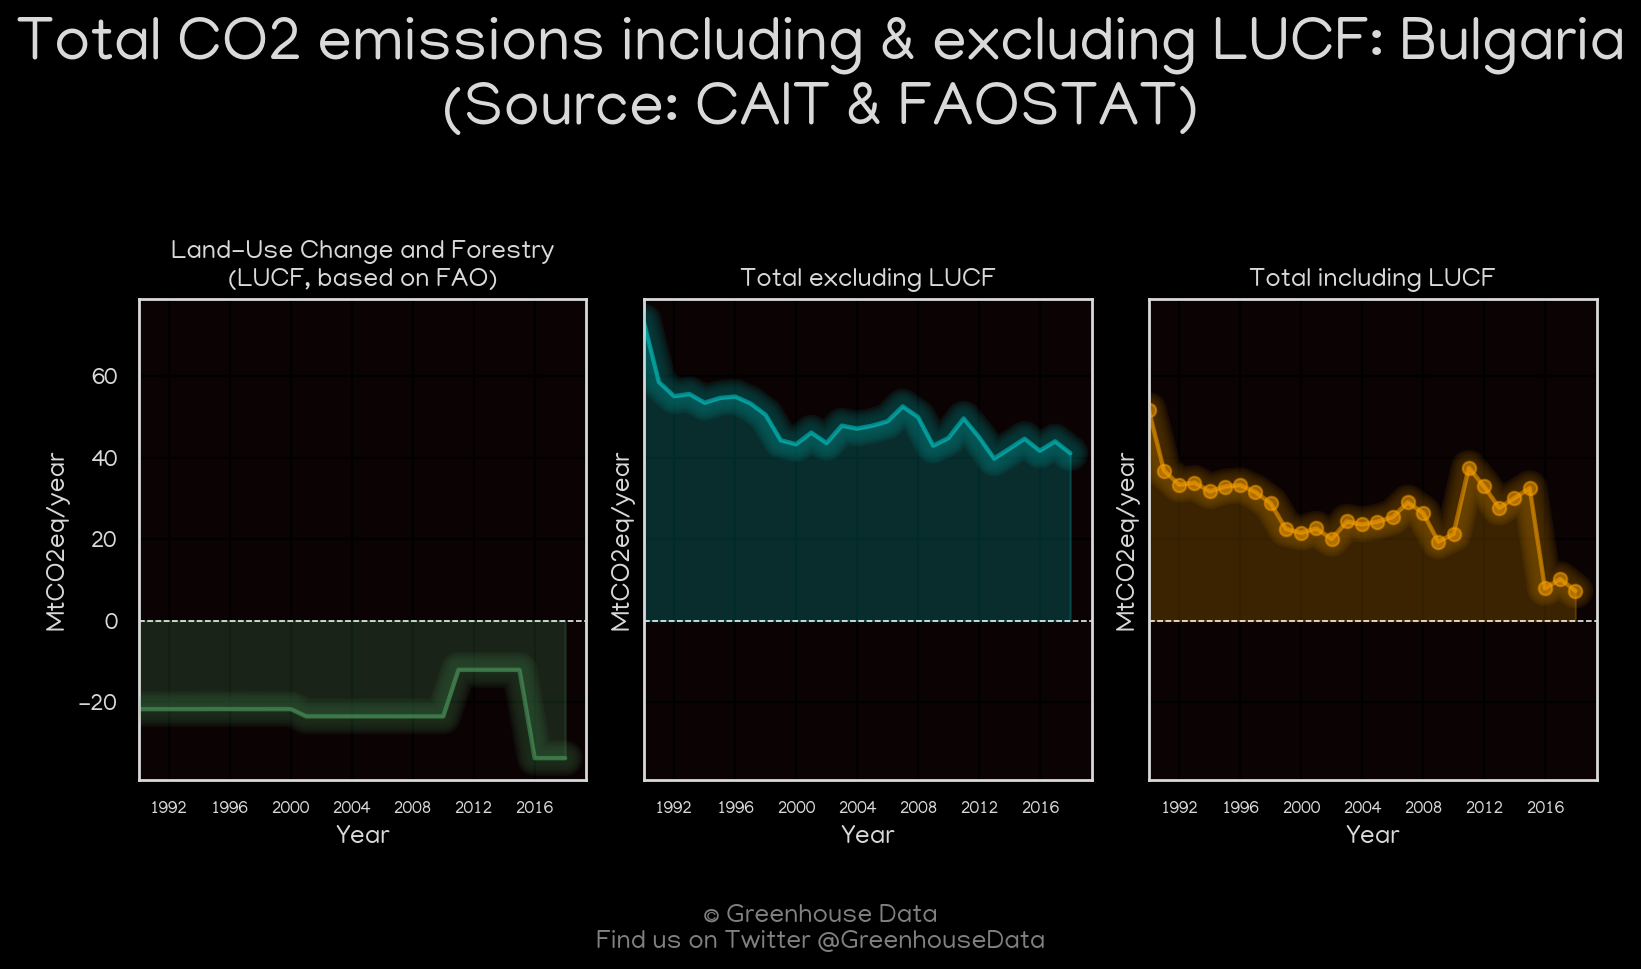 Total CO2 emissions including & excluding LUCF: Bulgaria
(Source: CAIT & FAOSTAT)
Land-Use Change and Forestry
(LUCF, based on FAO)
Total excluding LUCF
Total including LUCF
60
40
20
0
-20
MtCO2eq/year
MtCO2eq/year
MtCO2eq/year
1992 1996 2000 2004 2008 2012 2016
1992 1996 2000 2004 2008 2012 2016
1992 1996 2000 2004 2008 2012 2016
Year
Year
Year
© Greenhouse Data
Find us on Twitter @GreenhouseData